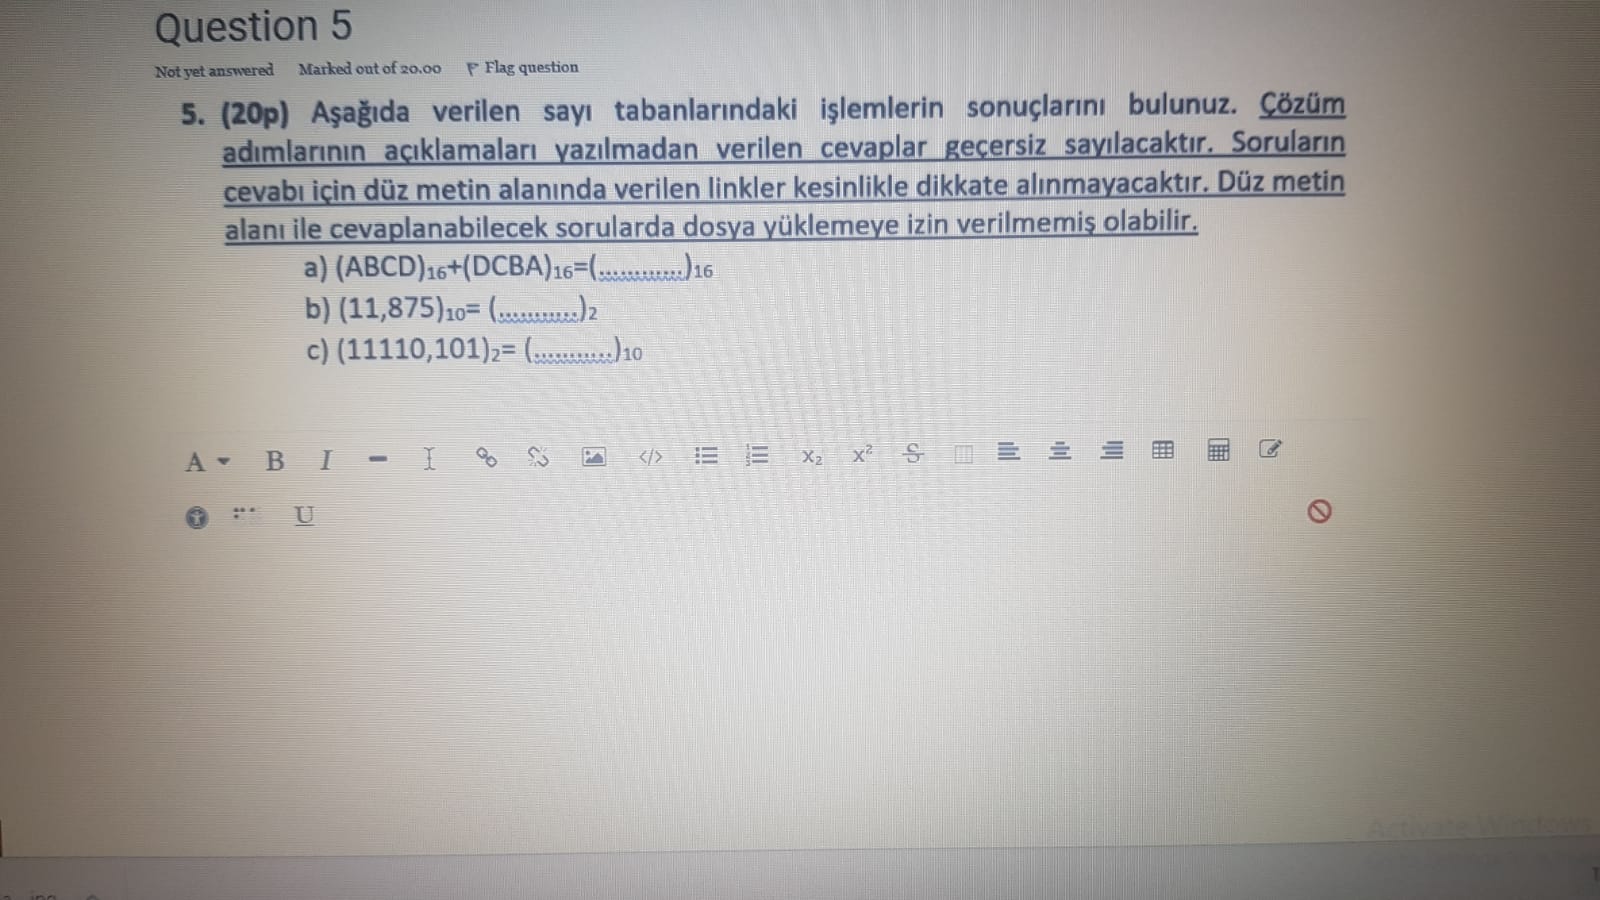 Question 5
Not yet answered Marked out of 20.00 Flag question
5. (20p) Aşağıda verilen sayı tabanlarındaki işlemlerin sonuçlarını bulunuz. Çözüm
adımlarının açıklamaları yazılmadan verilen cevaplar geçersiz sayılacaktır. Soruların
cevabı için düz metin alanında verilen linkler kesinlikle dikkate alınmayacaktır. Düz metin
alanı ile cevaplanabilecek sorularda dosya yüklemeye izin verilmemiş olabilir.
a) (ABCD)16+(DCBA)16=(............)16
b) (11,875)10= (...........)2
c) (11110,101)2= (...........)10
A B I </> X2 X2 S
U
Activate Windows